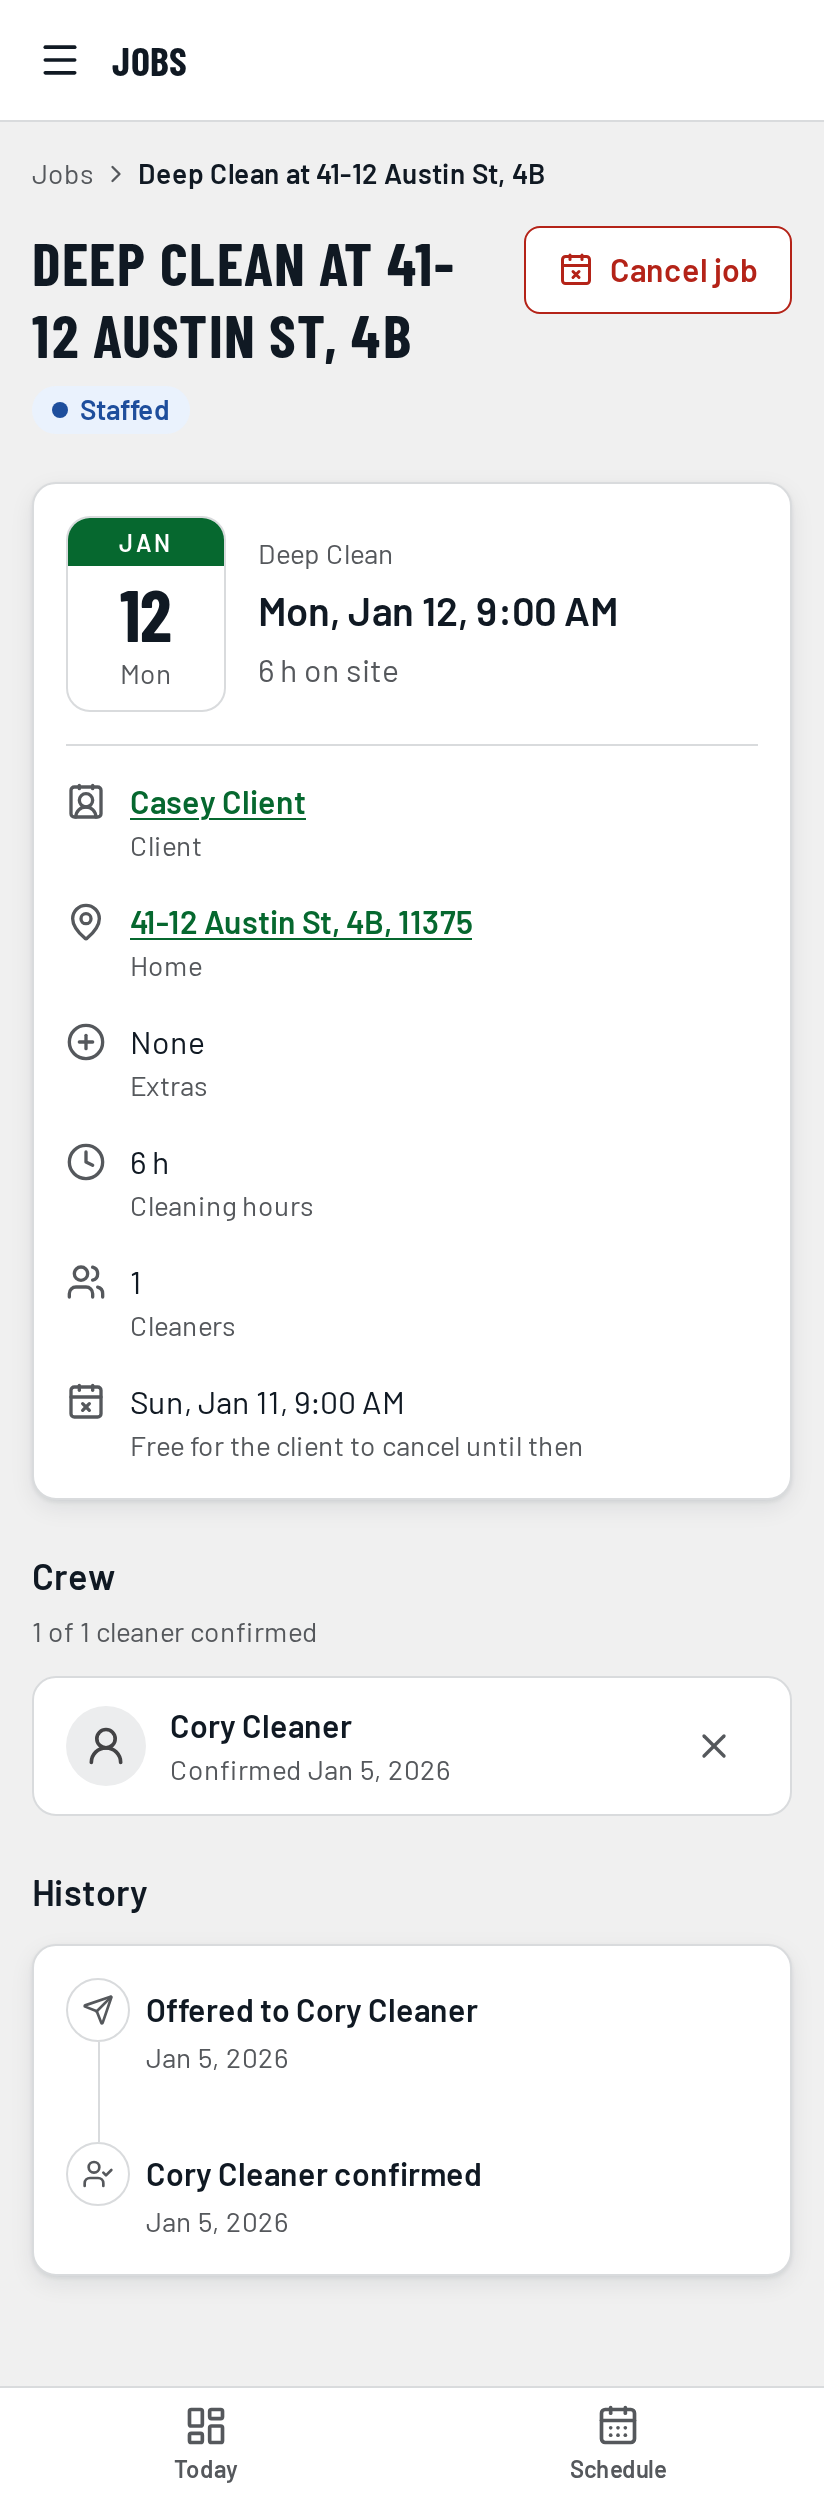 JOBS
Jobs > Deep Clean at 41-12 Austin St, 4B
DEEP CLEAN AT 41-
12 AUSTIN ST, 4B
Cancel job
Staffed
JAN
12
Mon
Deep Clean
Mon, Jan 12, 9:00 AM
6 h on site
Casey Client
Client
41-12 Austin St, 4B, 11375
Home
None
Extras
6 h
Cleaning hours
1
Cleaners
Sun, Jan 11, 9:00 AM
Free for the client to cancel until then
Crew
1 of 1 cleaner confirmed
Cory Cleaner
Confirmed Jan 5, 2026
History
Offered to Cory Cleaner
Jan 5, 2026
Cory Cleaner confirmed
Jan 5, 2026
Today
Schedule